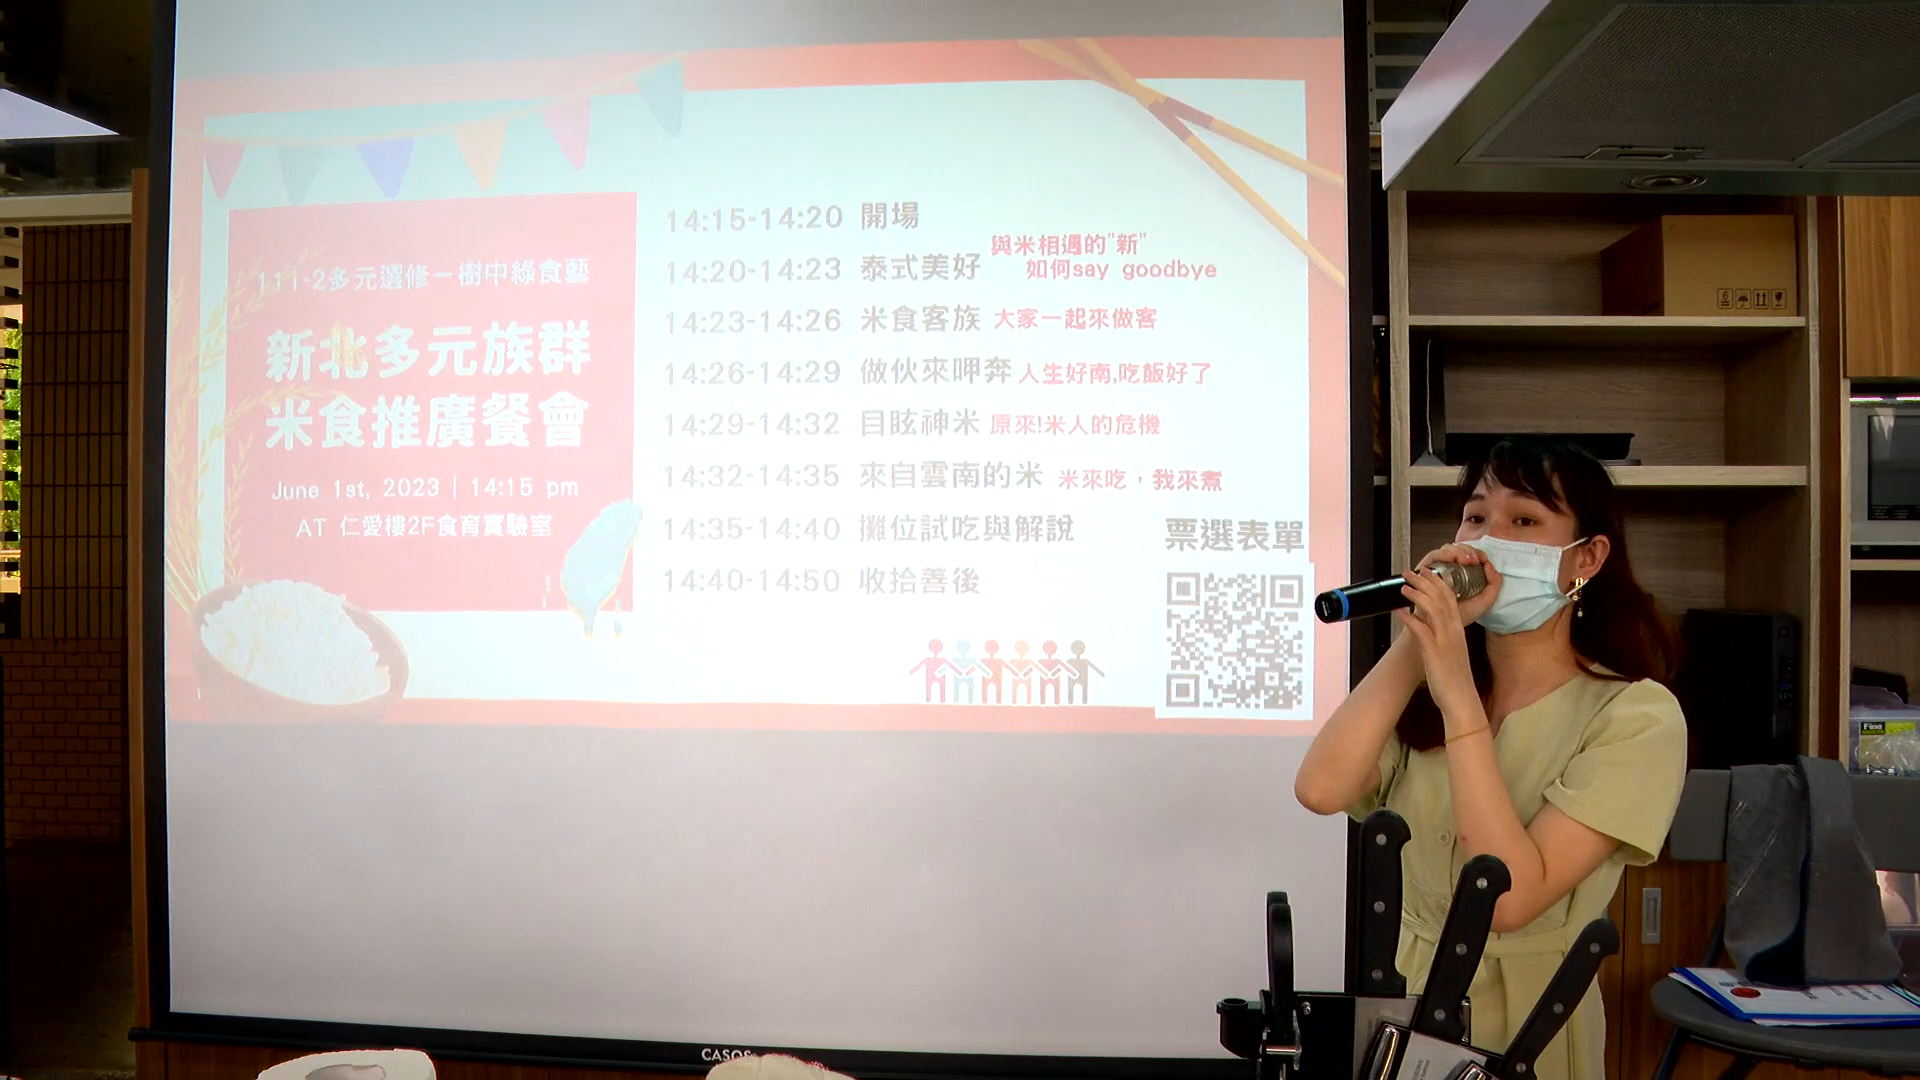 111-2多元選修－樹中綠食藝
新北多元族群
米食推廣餐會
June 1st, 2023 | 14:15 pm
AT 仁愛樓2F食育實驗室
14:15-14:20 開場
14:20-14:23 泰式美好 與米相遇的"新"
如何say goodbye
14:23-14:26 米食客族 大家一起來做客
14:26-14:29 做伙來呷奔 人生好南,吃飯好了
14:29-14:32 目眩神米 原來!米人的危機
14:32-14:35 來自雲南的米 米來吃，我來煮
14:35-14:40 攤位試吃與解說
14:40-14:50 收拾善後
票選表單
Fine
CASOS